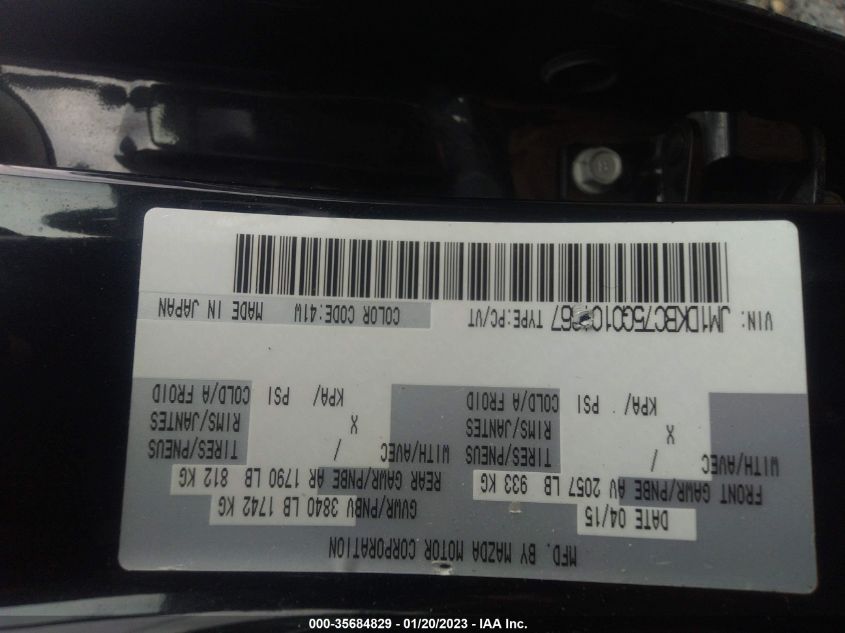 MFD. BY MAZDA MOTOR CORPORATION
DATE 04/15 GVWR/PNBV 3840 LB 1742 KG
FRONT GAWR/PNBE AV 2057 LB 933 KG REAR GAWR/PNBE AR 1790 LB 812 KG
WITH/AVEC / TIRES/PNEUS WITH/AVEC / TIRES/PNEUS
X RIMS/JANTES X RIMS/JANTES
KPA/ PSI COLD/A FROID KPA/ PSI COLD/A FROID
VIN: TYPE:PC/VT COLOR CODE:41W MADE IN JAPAN
000-35684829 - 01/20/2023 - IAA Inc.